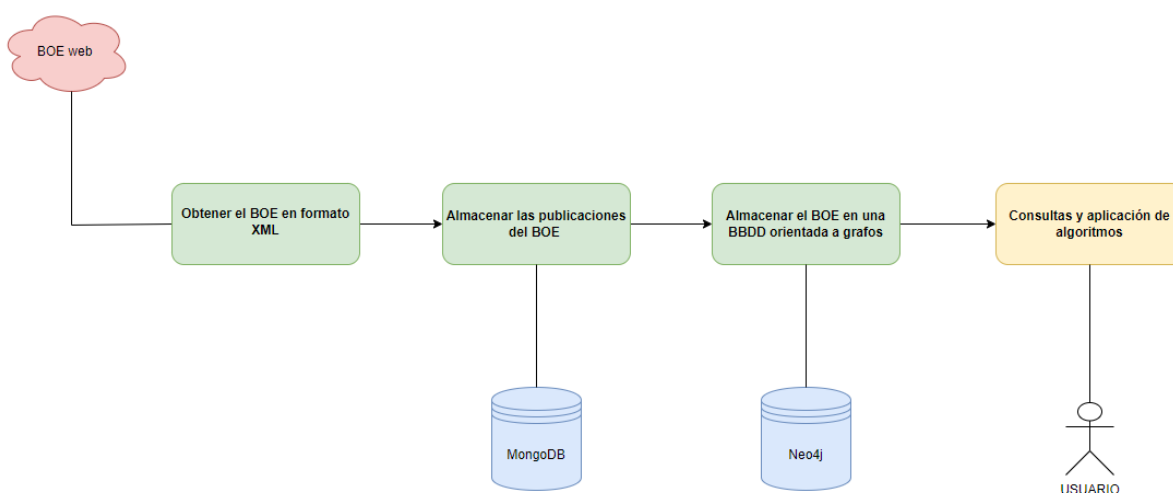 BOE web
Obtener el BOE en formato
XML
Almacenar las publicaciones
del BOE
Almacenar el BOE en una
BBDD orientada a grafos
Consultas y aplicación de
algoritmos
MongoDB
Neo4j
USUARIO